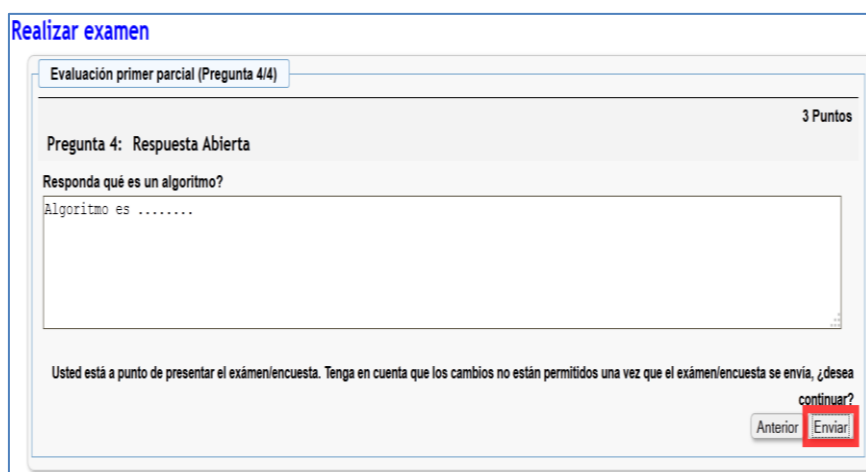 Realizar examen
Evaluación primer parcial (Pregunta 4/4)
3 Puntos
Pregunta 4: Respuesta Abierta
Responda qué es un algoritmo?
Algoritmo es ........
Usted está a punto de presentar el exámen/encuesta. Tenga en cuenta que los cambios no están permitidos una vez que el exámen/encuesta se envía, ¿desea
continuar?
Anterior Enviar